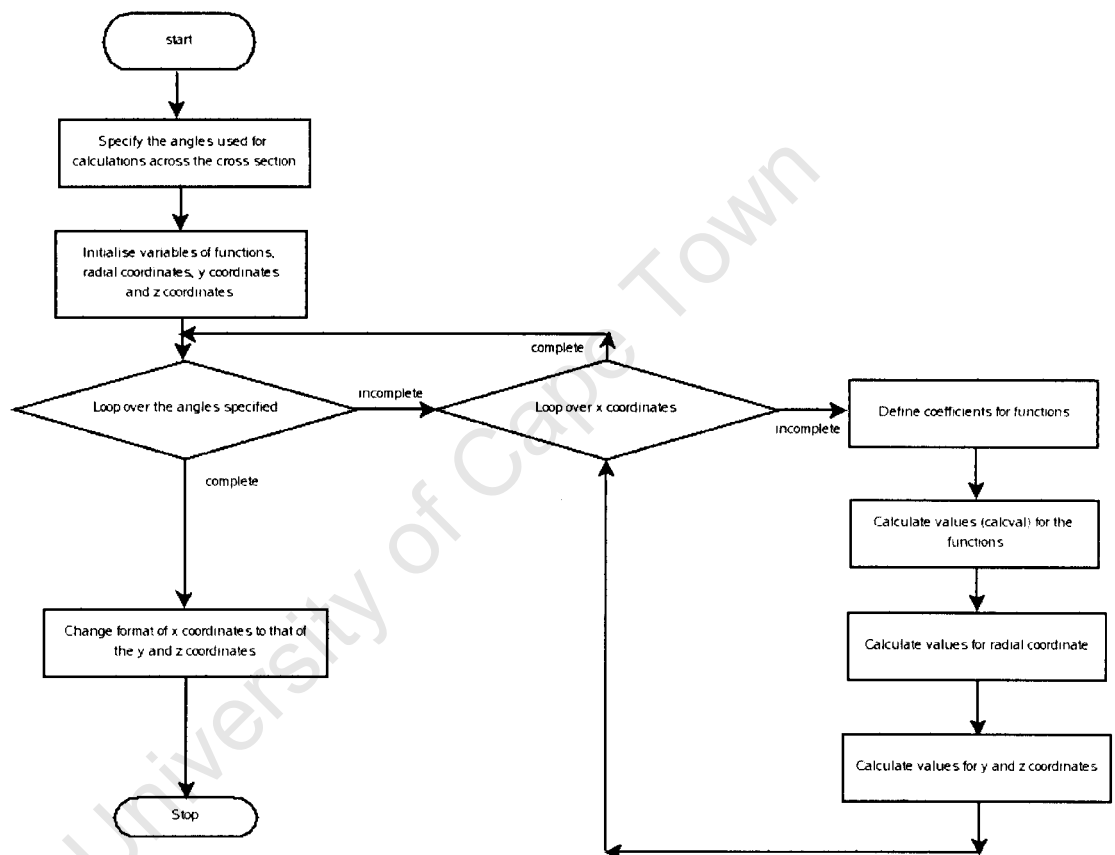 start
Specify the angles used for
calculations across the cross section
Initialise variables of functions,
radial coordinates, y coordinates
and z coordinates
complete
Loop over the angles specified
incomplete
Loop over x coordinates
incomplete
Define coefficients for functions
complete
Calculate values (calcval) for the
functions
Change format of x coordinates to that of
the y and z coordinates
Calculate values for radial coordinate
Calculate values for y and z coordinates
Stop
University of Cape Town